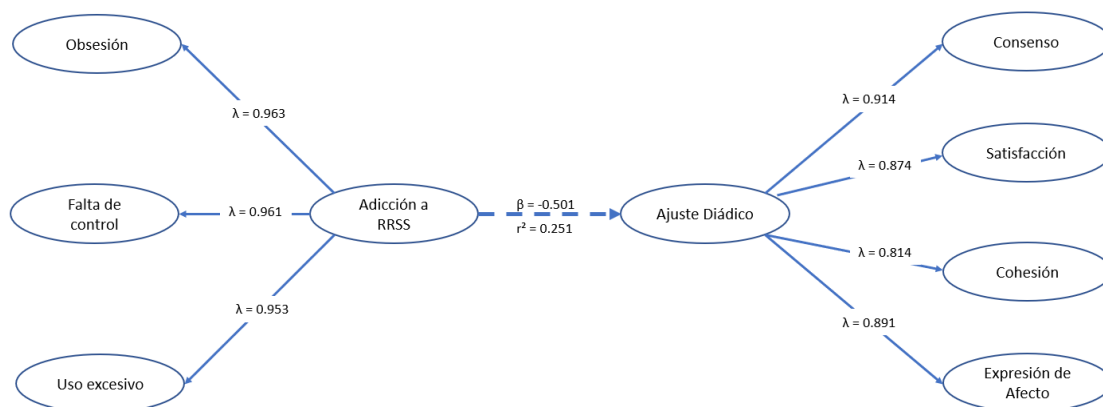 Obsesión
Consenso
λ = 0.963
λ = 0.914
λ = 0.874
Satisfacción
Falta de
control
λ = 0.961
Adicción a
RRSS
β = -0.501
r² = 0.251
Ajuste Diádico
λ = 0.814
Cohesión
λ = 0.953
λ = 0.891
Uso excesivo
Expresión de
Afecto